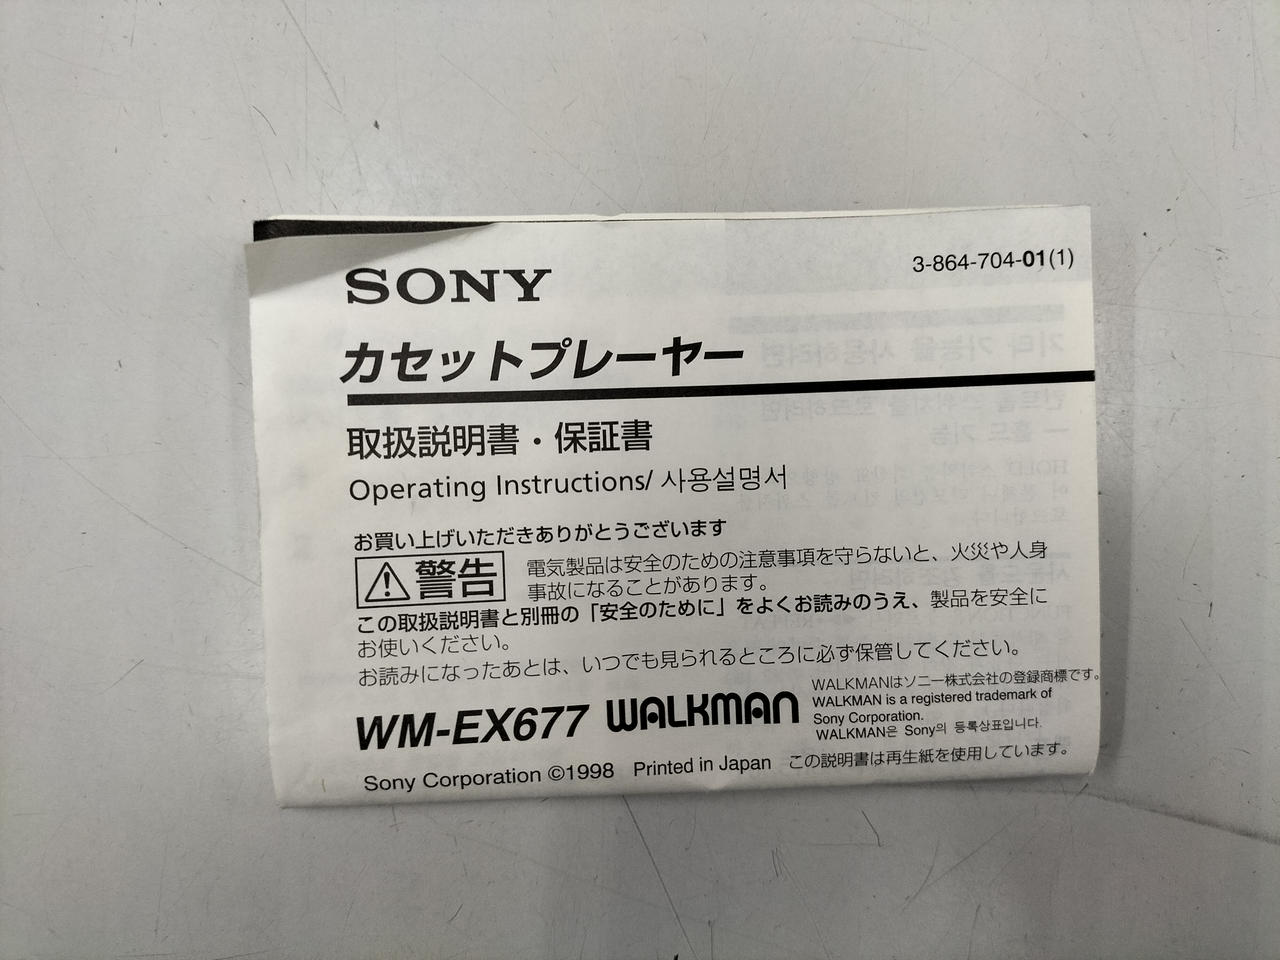 SONY
3-864-704-01(1)
カセットプレーヤー
取扱説明書・保証書
Operating Instructions/ 사용설명서
お買い上げいただきありがとうございます
警告
電気製品は安全のための注意事項を守らないと、火災や人身
事故になることがあります。
この取扱説明書と別冊の「安全のために」をよくお読みのうえ、製品を安全に
お使いください。
お読みになったあとは、いつでも見られるところに必ず保管してください。
WM-EX677 WALKMAN
WALKMANはソニー株式会社の登録商標です。
WALKMAN is a registered trademark of
Sony Corporation.
WALKMAN은 Sony의 등록상표입니다.
Sony Corporation ©1998 Printed in Japan この説明書は再生紙を使用しています。